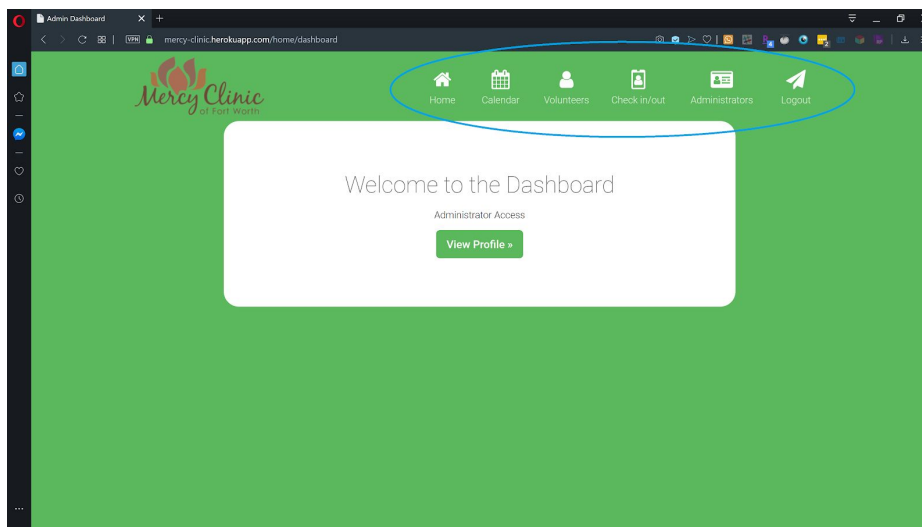 Admin Dashboard
VPN
mercy-clinic.herokuapp.com/home/dashboard
Mercy Clinic
of Fort Worth
Home Calendar Volunteers Check in/out Administrators Logout
Welcome to the Dashboard
Administrator Access
View Profile »